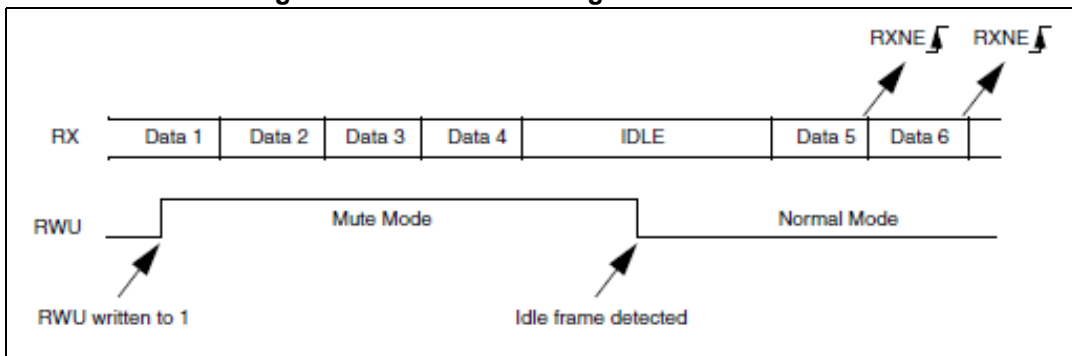 RXNE RXNE
RX Data 1 Data 2 Data 3 Data 4 IDLE Data 5 Data 6
RWU Mute Mode Normal Mode
RWU written to 1 Idle frame detected